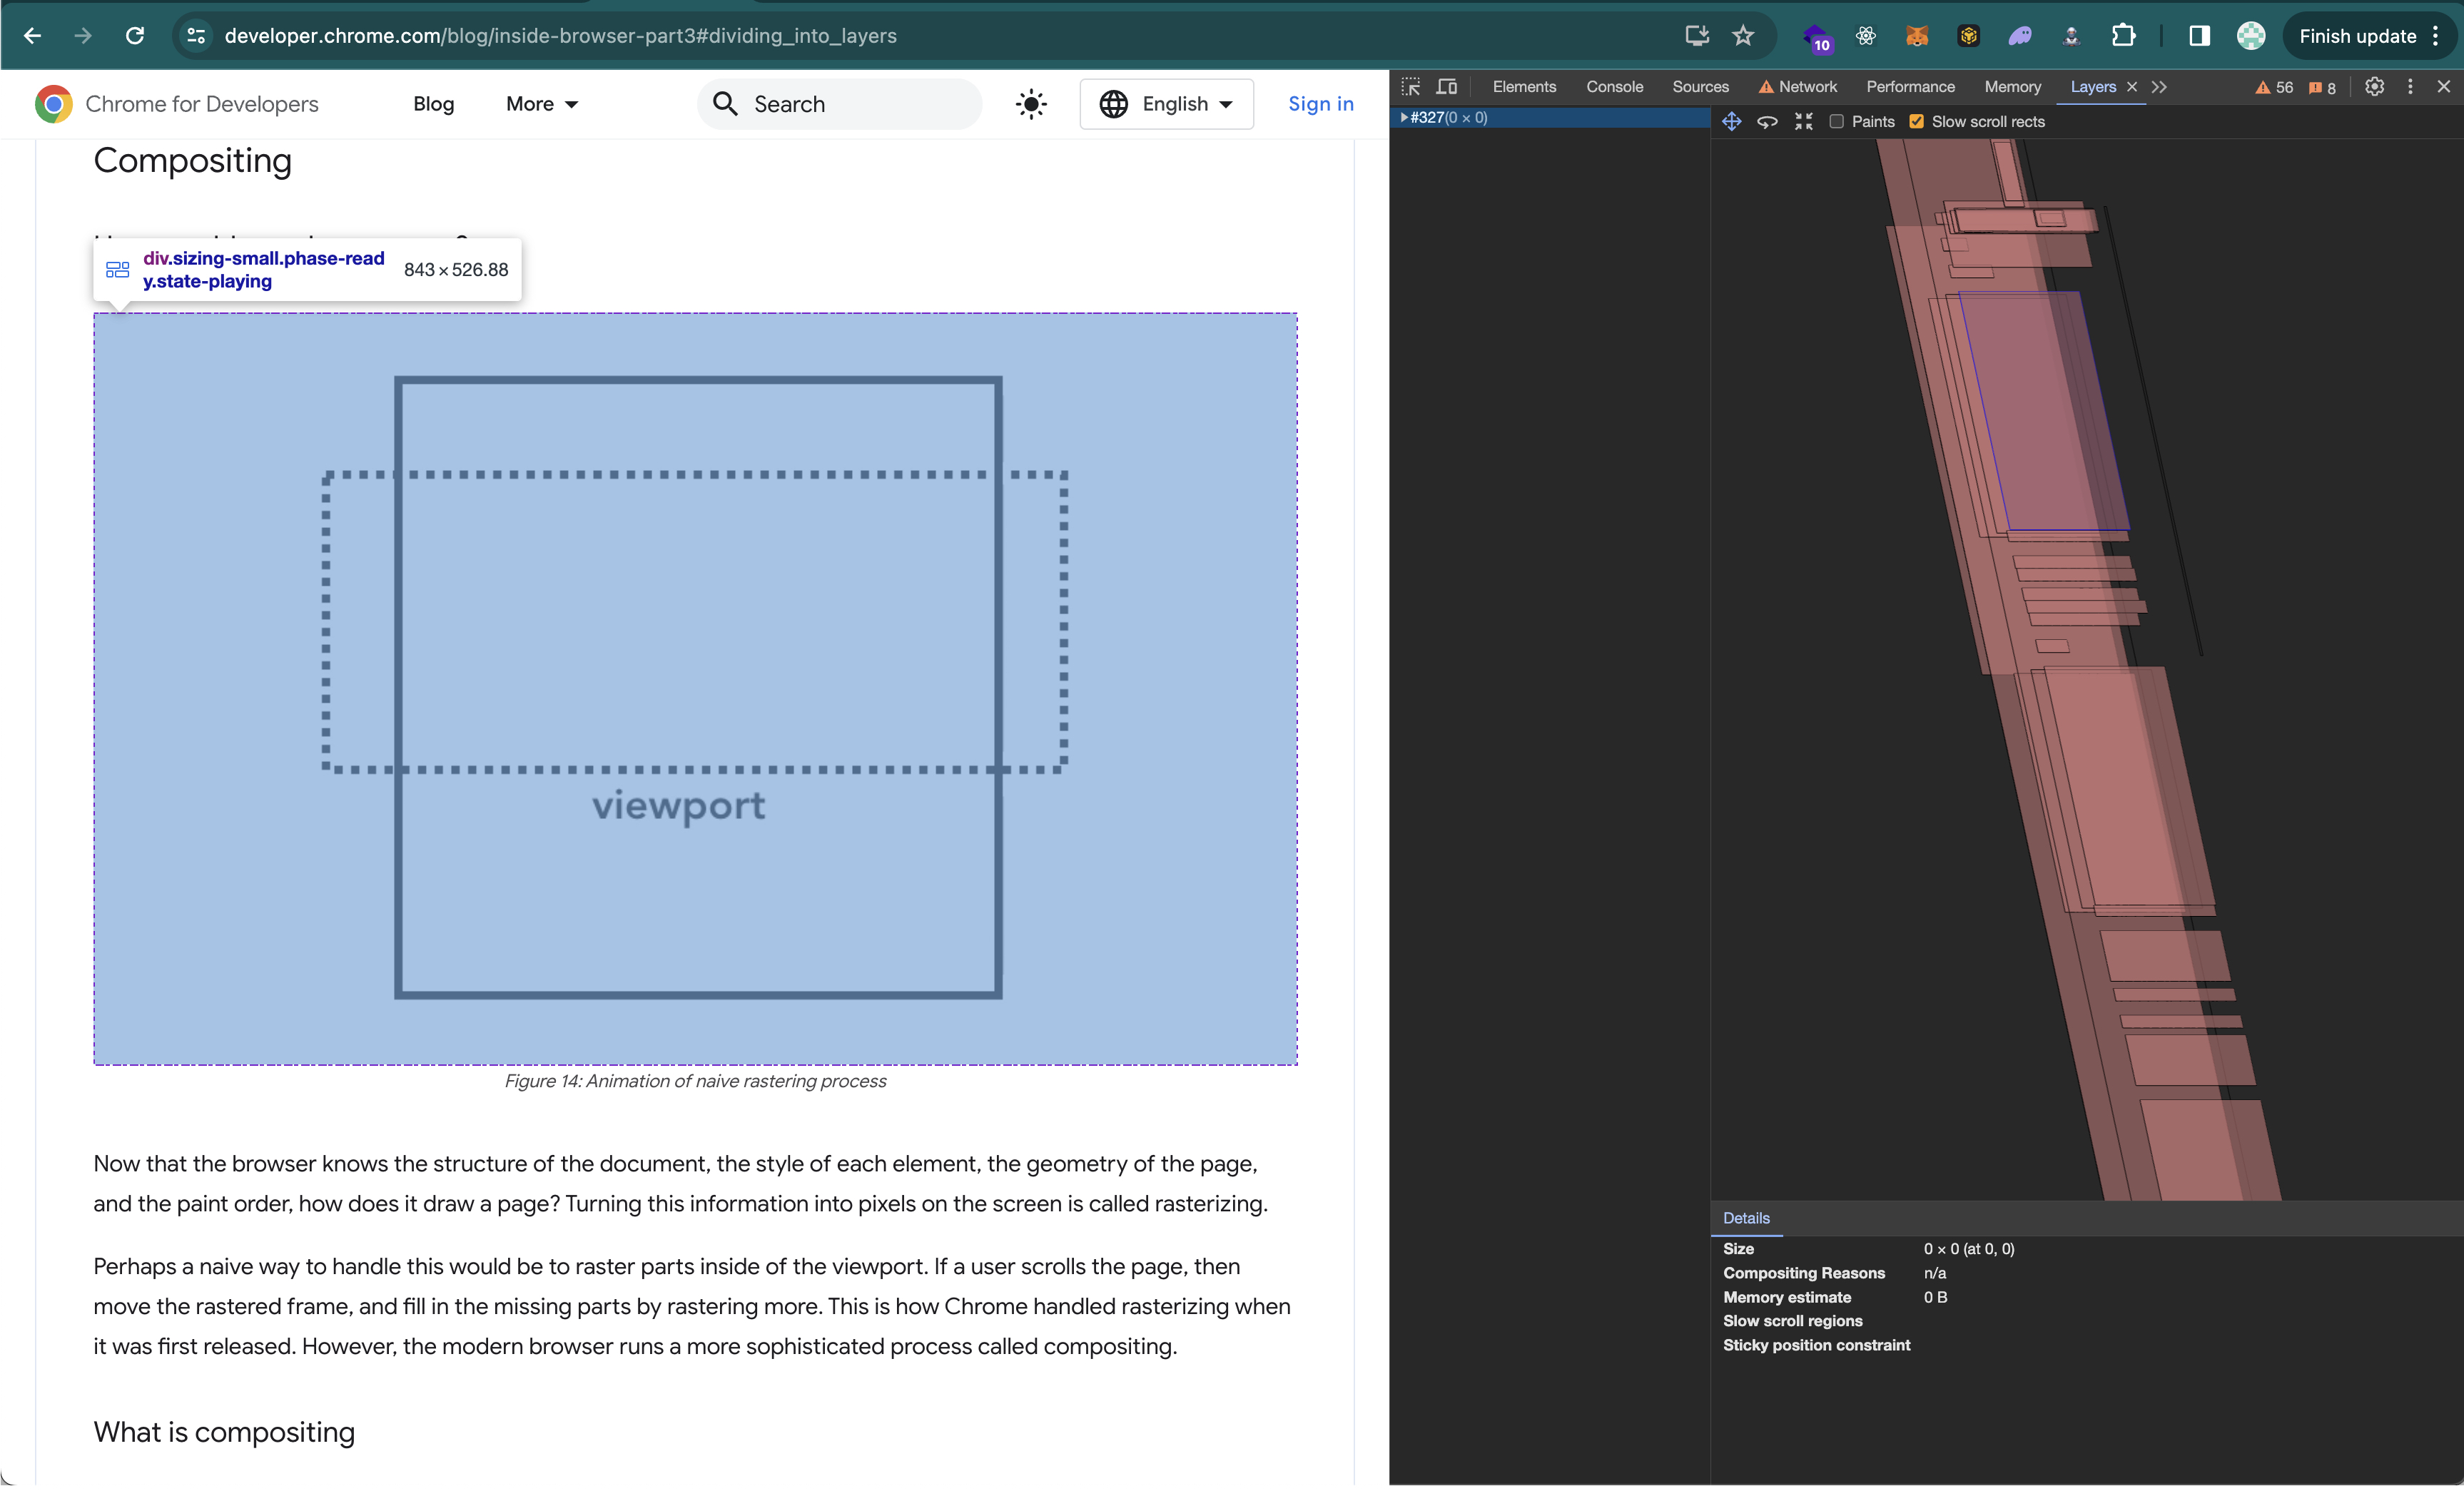 developer.chrome.com/blog/inside-browser-part3#dividing_into_layers
10
Finish update
Chrome for Developers
Blog
More
Search
English
Sign in
Compositing
div.sizing-small.phase-read
y.state-playing
843 × 526.88
viewport
Figure 14: Animation of naive rastering process
Now that the browser knows the structure of the document, the style of each element, the geometry of the page,
and the paint order, how does it draw a page? Turning this information into pixels on the screen is called rasterizing.
Perhaps a naive way to handle this would be to raster parts inside of the viewport. If a user scrolls the page, then
move the rastered frame, and fill in the missing parts by rastering more. This is how Chrome handled rasterizing when
it was first released. However, the modern browser runs a more sophisticated process called compositing.
What is compositing
Elements
Console
Sources
Network
Performance
Memory
Layers
56
8
#327(0 × 0)
Paints
Slow scroll rects
Details
Size 0 × 0 (at 0, 0)
Compositing Reasons n/a
Memory estimate 0 B
Slow scroll regions
Sticky position constraint